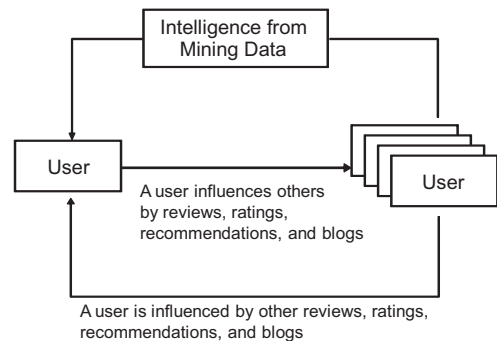 Intelligence from
Mining Data
User
User
A user influences others
by reviews, ratings,
recommendations, and blogs
A user is influenced by other reviews, ratings,
recommendations, and blogs